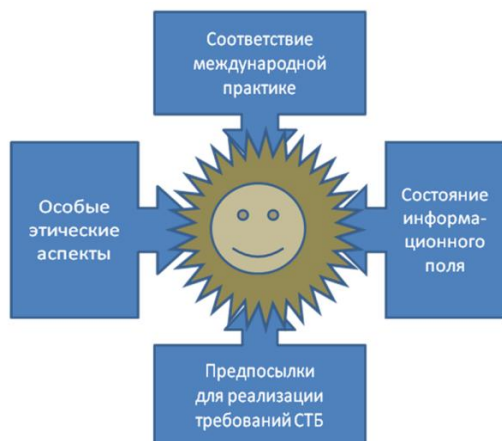 Соответствие
международной
практике
Особые
этические
аспекты
Состояние
информа-
ционного
поля
Предпосылки
для реализации
требований СТБ